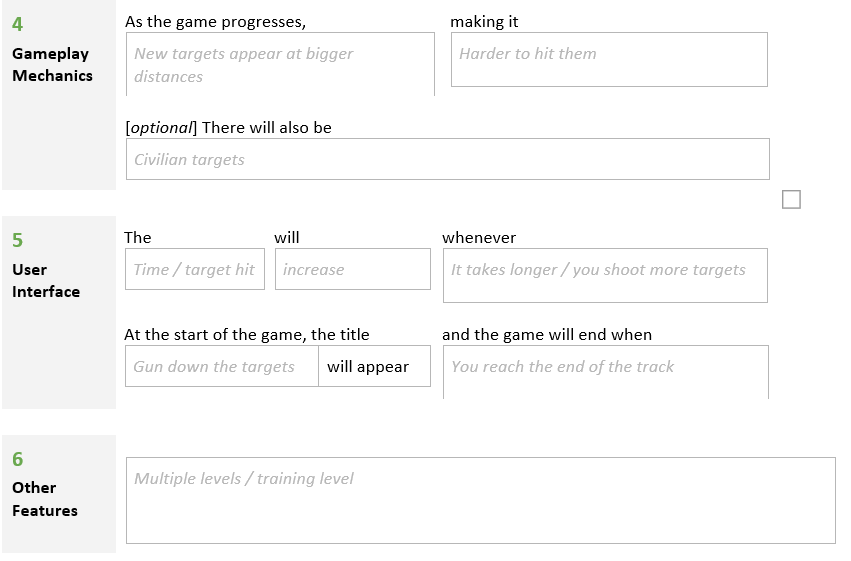 4
Gameplay
Mechanics
As the game progresses,
making it
New targets appear at bigger
distances
Harder to hit them
[optional] There will also be
Civilian targets
5
User
Interface
The
will
whenever
Time / target hit
increase
It takes longer / you shoot more targets
At the start of the game, the title
and the game will end when
Gun down the targets
will appear
You reach the end of the track
6
Other
Features
Multiple levels / training level